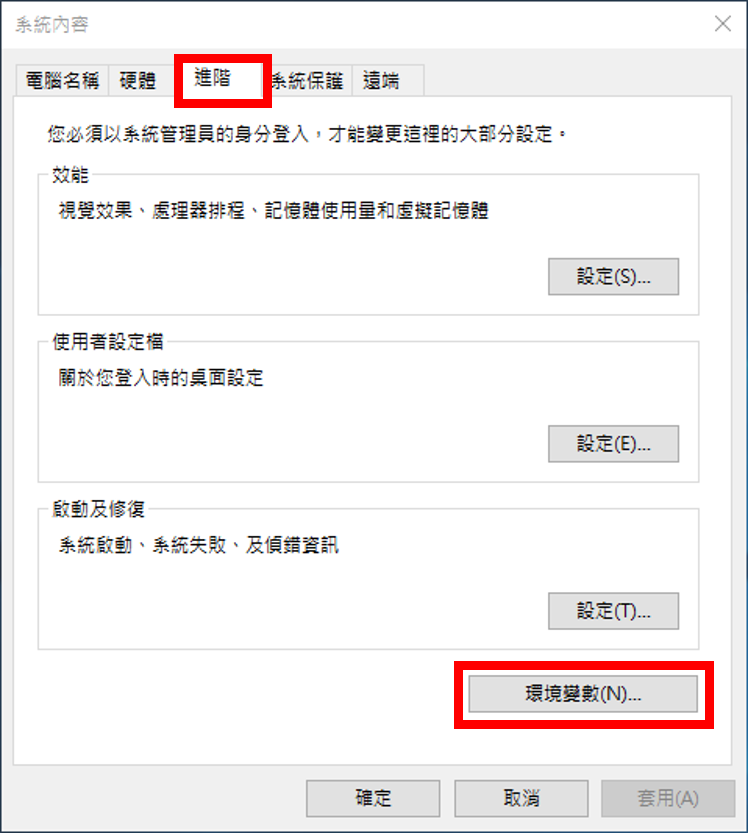 系統內容
電腦名稱 硬體 進階 系統保護 遠端
您必須以系統管理員的身分登入，才能變更這裡的大部分設定。
效能
視覺效果、處理器排程、記憶體使用量和虛擬記憶體
設定(S)...
使用者設定檔
關於您登入時的桌面設定
設定(E)...
啟動及修復
系統啟動、系統失敗、及偵錯資訊
設定(T)...
環境變數(N)...
確定 取消 套用(A)